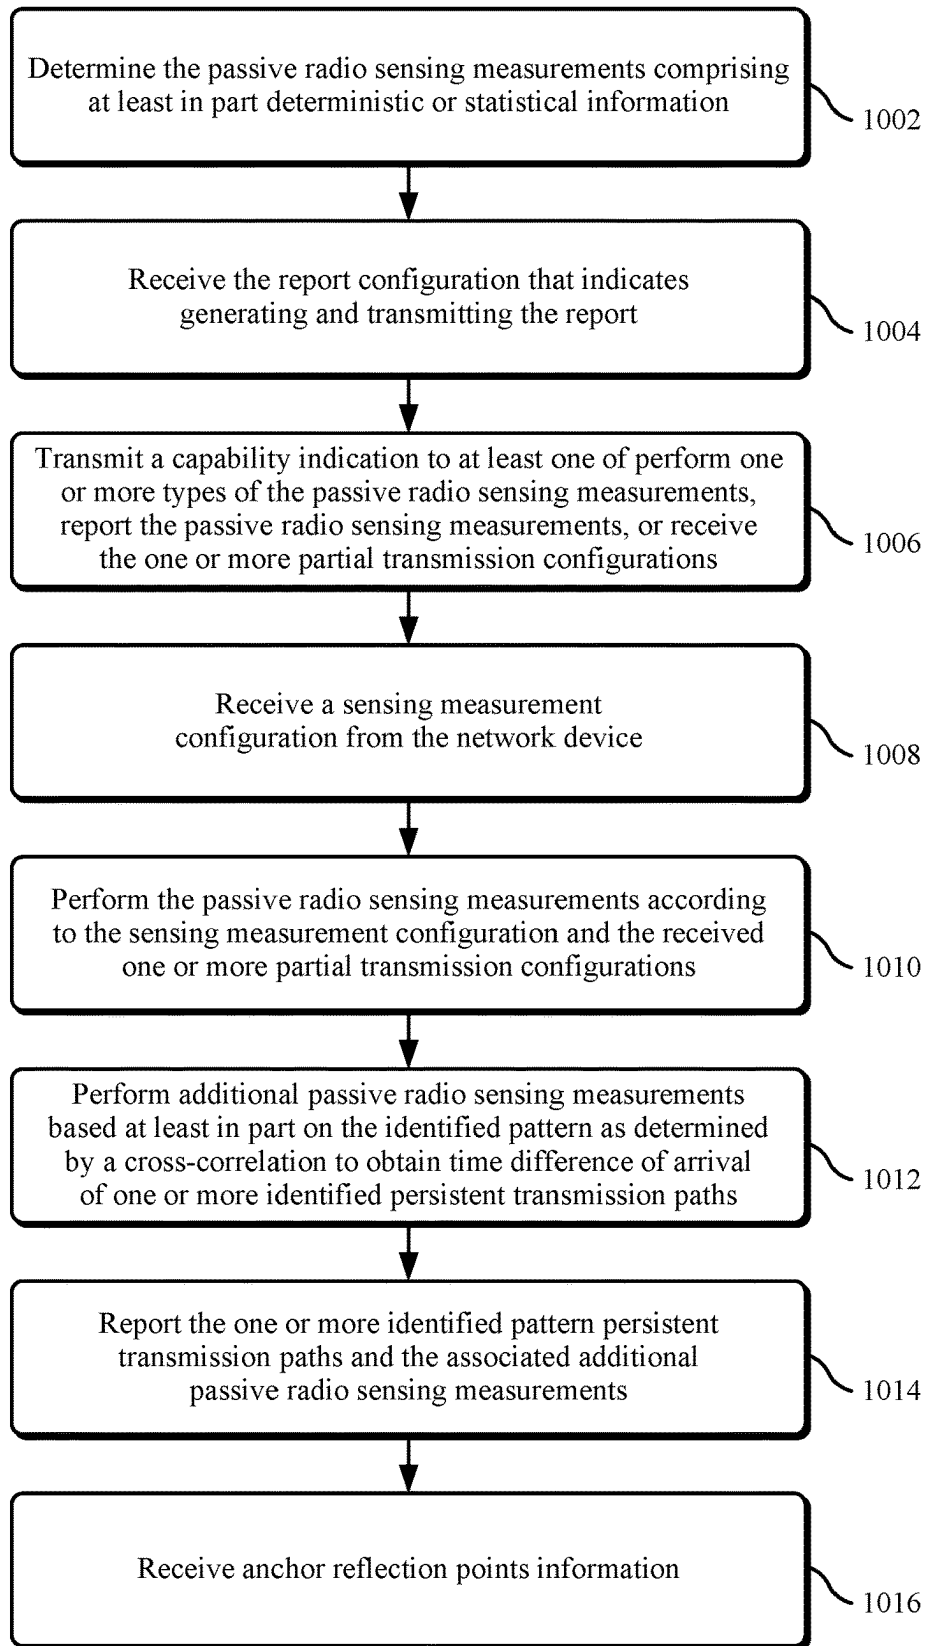 Determine the passive radio sensing measurements comprising
at least in part deterministic or statistical information
1002
Receive the report configuration that indicates
generating and transmitting the report
1004
Transmit a capability indication to at least one of perform one
or more types of the passive radio sensing measurements,
report the passive radio sensing measurements, or receive
the one or more partial transmission configurations
1006
Receive a sensing measurement
configuration from the network device
1008
Perform the passive radio sensing measurements according
to the sensing measurement configuration and the received
one or more partial transmission configurations
1010
Perform additional passive radio sensing measurements
based at least in part on the identified pattern as determined
by a cross-correlation to obtain time difference of arrival
of one or more identified persistent transmission paths
1012
Report the one or more identified pattern persistent
transmission paths and the associated additional
passive radio sensing measurements
1014
Receive anchor reflection points information
1016